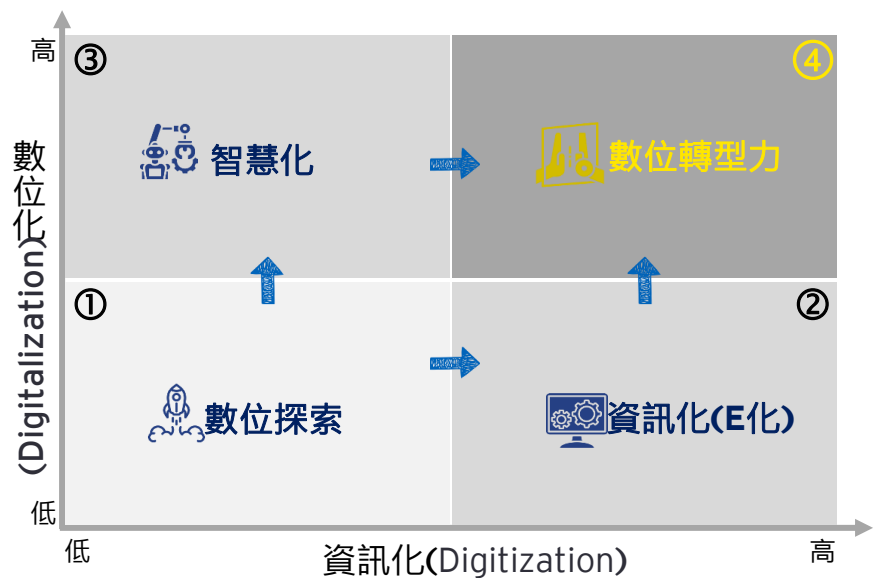 高
③
④
智慧化
數位轉型力
數位化(Digitalization)
①
②
數位探索
資訊化(E化)
低
低
資訊化(Digitization)
高